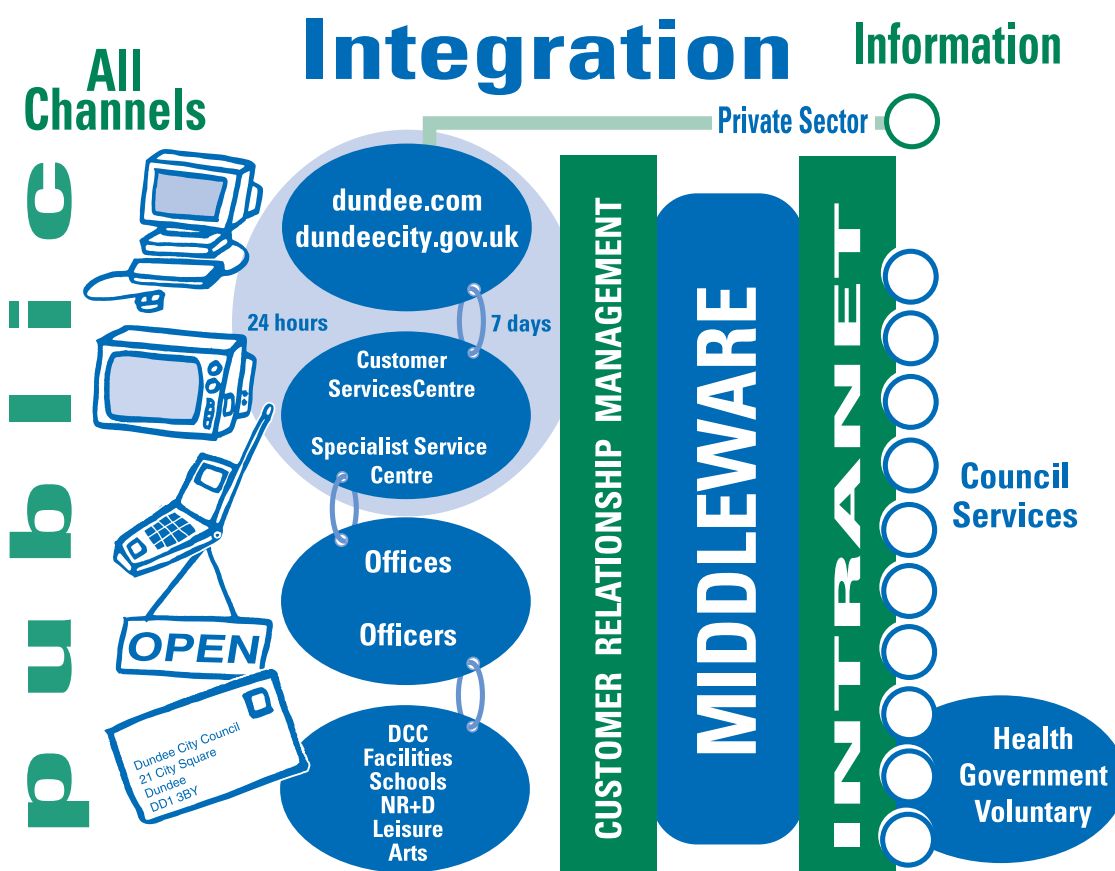 Integration
Information
All
Channels
Private Sector
public
dundee.com
dundeecity.gov.uk
24 hours
7 days
Customer
ServicesCentre
Specialist Service
Centre
Offices
Officers
OPEN
Dundee City Council
21 City Square
Dundee
DD1 3BY
DCC
Facilities
Schools
NR+D
Leisure
Arts
CUSTOMER RELATIONSHIP MANAGEMENT
MIDDLEWARE
INTRANET
Council
Services
Health
Government
Voluntary